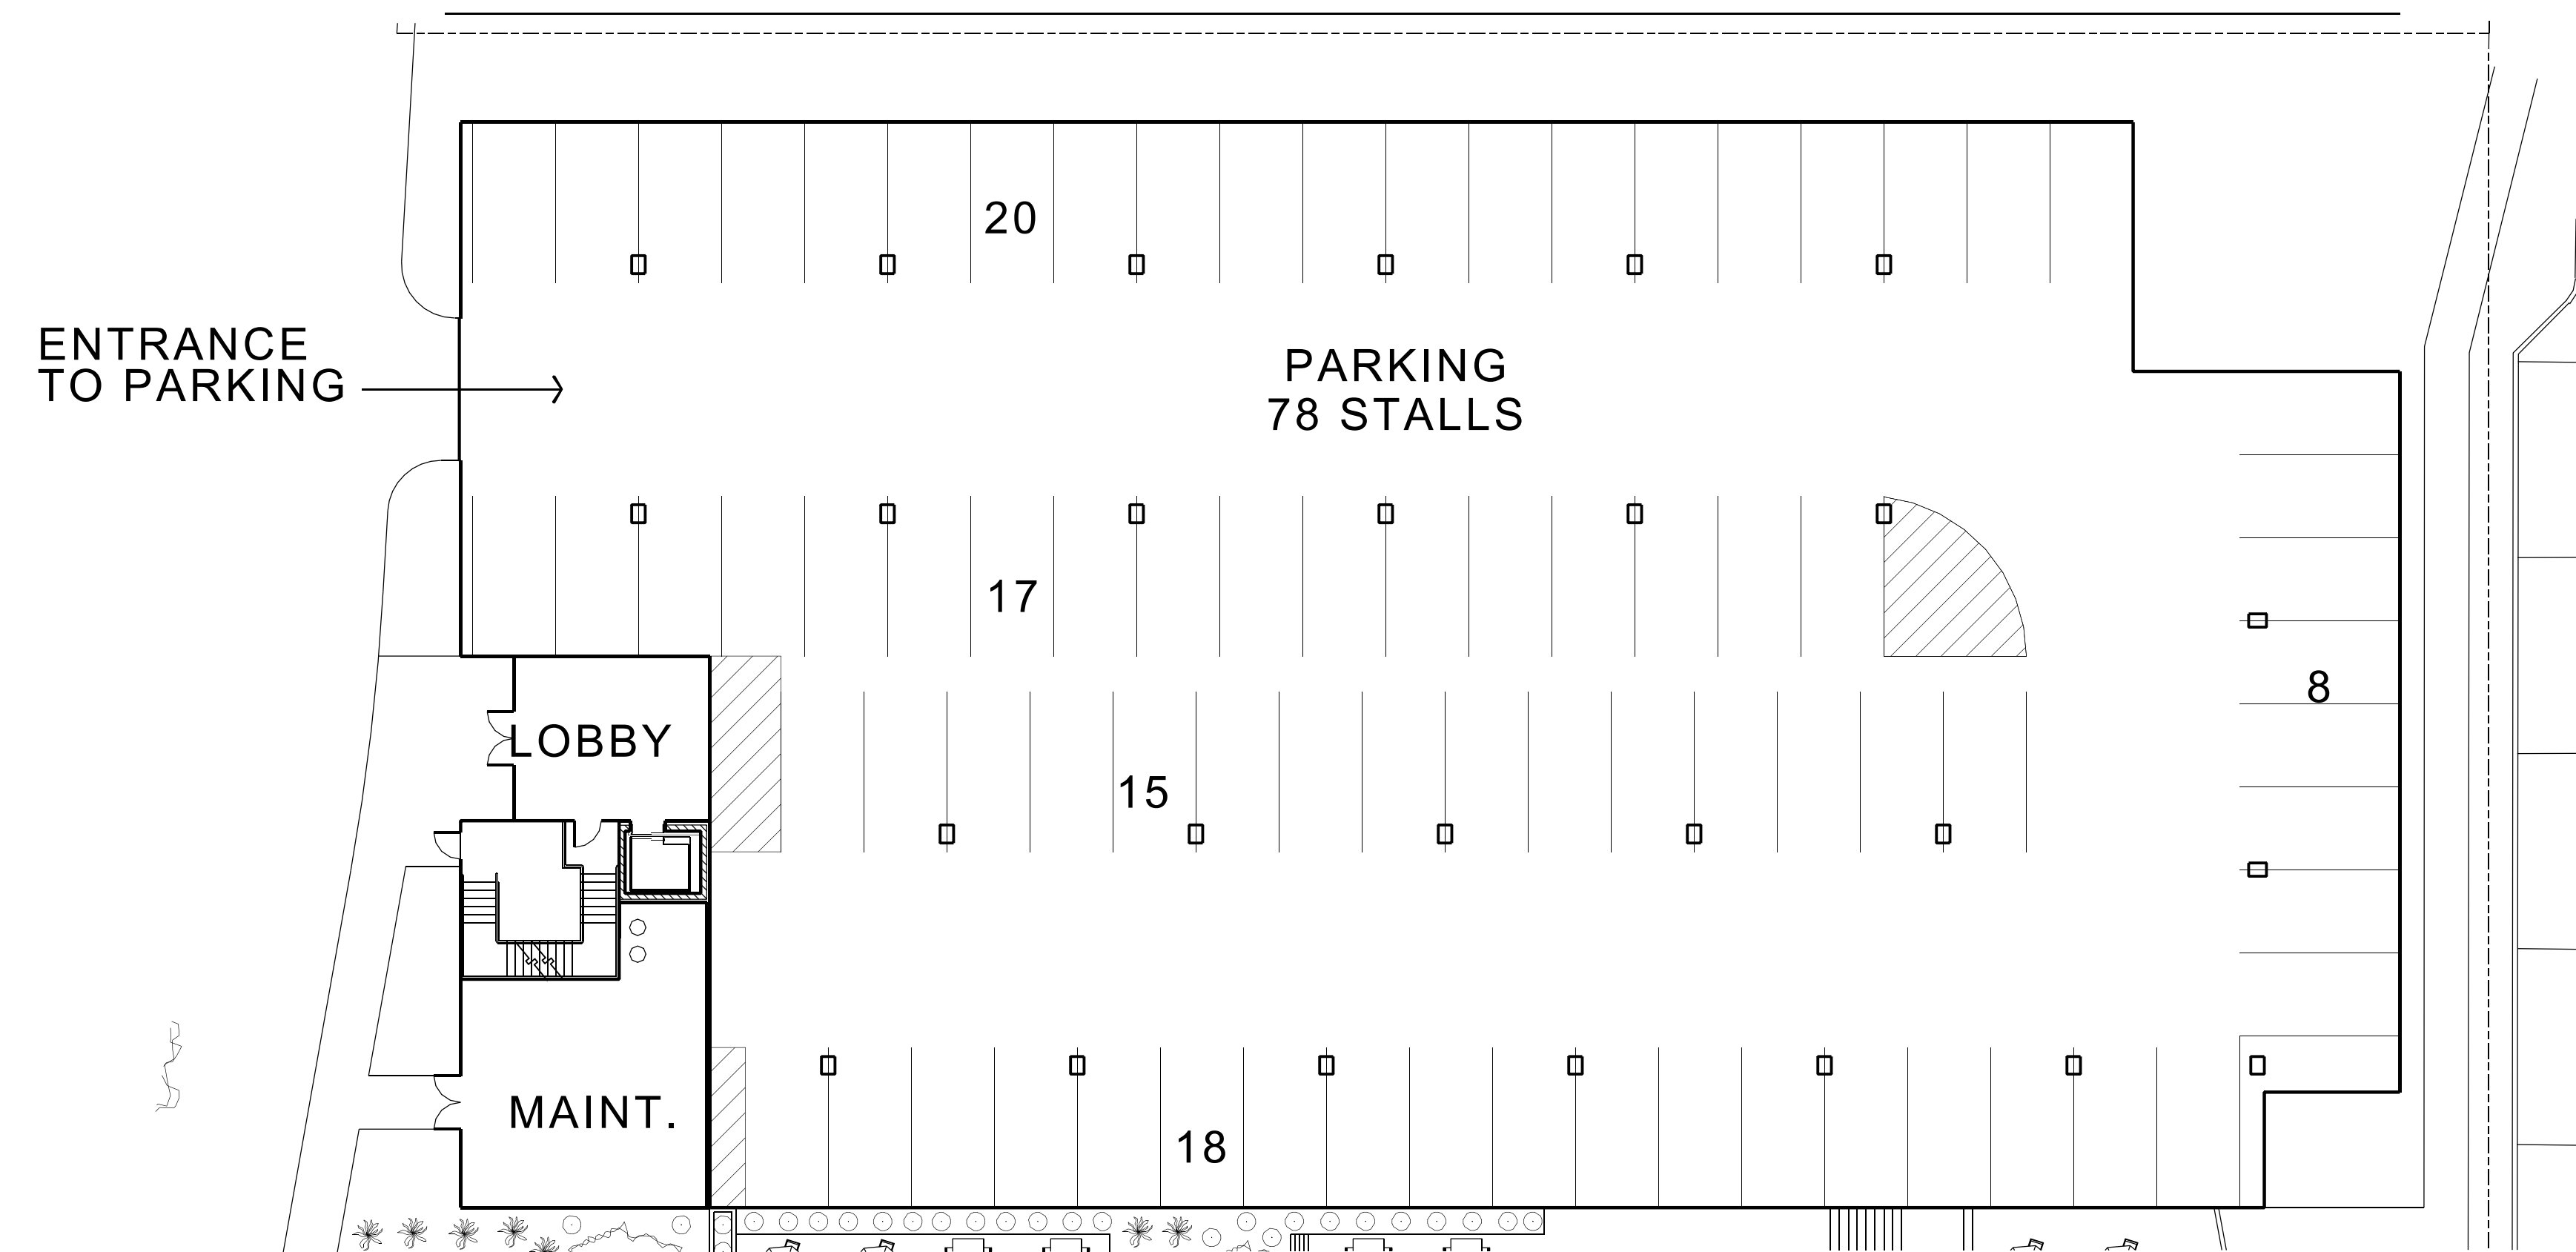 20
ENTRANCE
TO PARKING
PARKING
78 STALLS
17
8
LOBBY
15
MAINT.
18